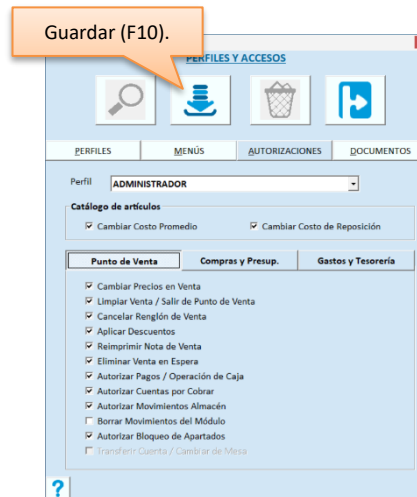 Guardar (F10).
PERFILES Y ACCESOS
PERFILES MENÚS AUTORIZACIONES DOCUMENTOS
Perfil ADMINISTRADOR
Catálogo de artículos
Cambiar Costo Promedio Cambiar Costo de Reposición
Punto de Venta Compras y Presup. Gastos y Tesorería
Cambiar Precios en Venta
Limpiar Venta / Salir de Punto de Venta
Cancelar Renglón de Venta
Aplicar Descuentos
Reimprimir Nota de Venta
Eliminar Venta en Espera
Autorizar Pagos / Operación de Caja
Autorizar Cuentas por Cobrar
Autorizar Movimientos Almacén
Borrar Movimientos del Módulo
Autorizar Bloqueo de Apartados
Transferir Cuenta / Cambiar de Mesa
?